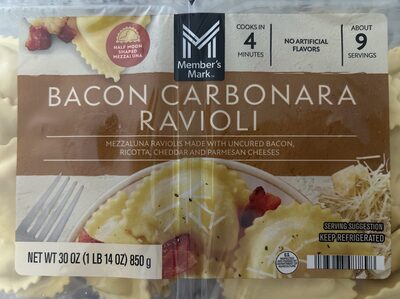 HALF MOON
SHAPED
MEZZALUNA
M
Member's
Mark
COOKS IN
4
MINUTES
NO ARTIFICIAL
FLAVORS
ABOUT
9
SERVINGS
BACON CARBONARA
RAVIOLI
MEZZALUNA RAVIOLIS MADE WITH UNCURED BACON,
RICOTTA, CHEDDAR AND PARMESAN CHEESES
SERVING SUGGESTION
KEEP REFRIGERATED
NET WT 30 OZ (1 LB 14 OZ) 850 g